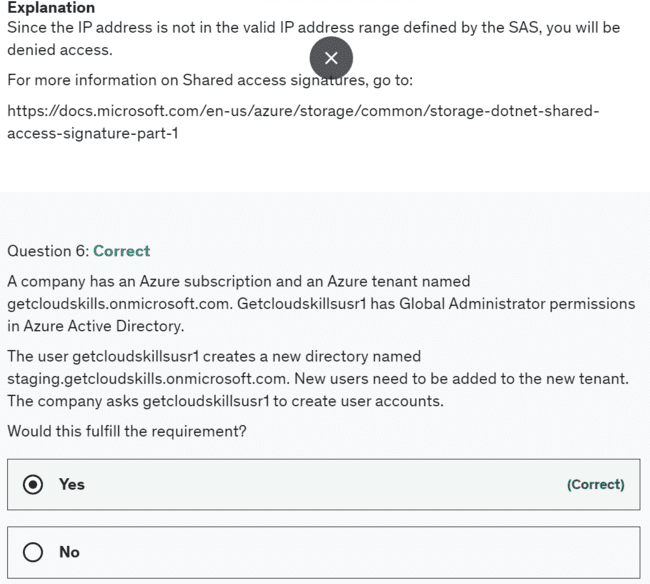 Explanation
Since the IP address is not in the valid IP address range defined by the SAS, you will be
denied access.
For more information on Shared access signatures, go to:
https://docs.microsoft.com/en-us/azure/storage/common/storage-dotnet-shared-
access-signature-part-1
Question 6: Correct
A company has an Azure subscription and an Azure tenant named
getcloudskills.onmicrosoft.com. Getcloudskillsusr1 has Global Administrator permissions
in Azure Active Directory.
The user getcloudskillsusr1 creates a new directory named
staging.getcloudskills.onmicrosoft.com. New users need to be added to the new tenant.
The company asks getcloudskillsusr1 to create user accounts.
Would this fulfill the requirement?
Yes (Correct)
No